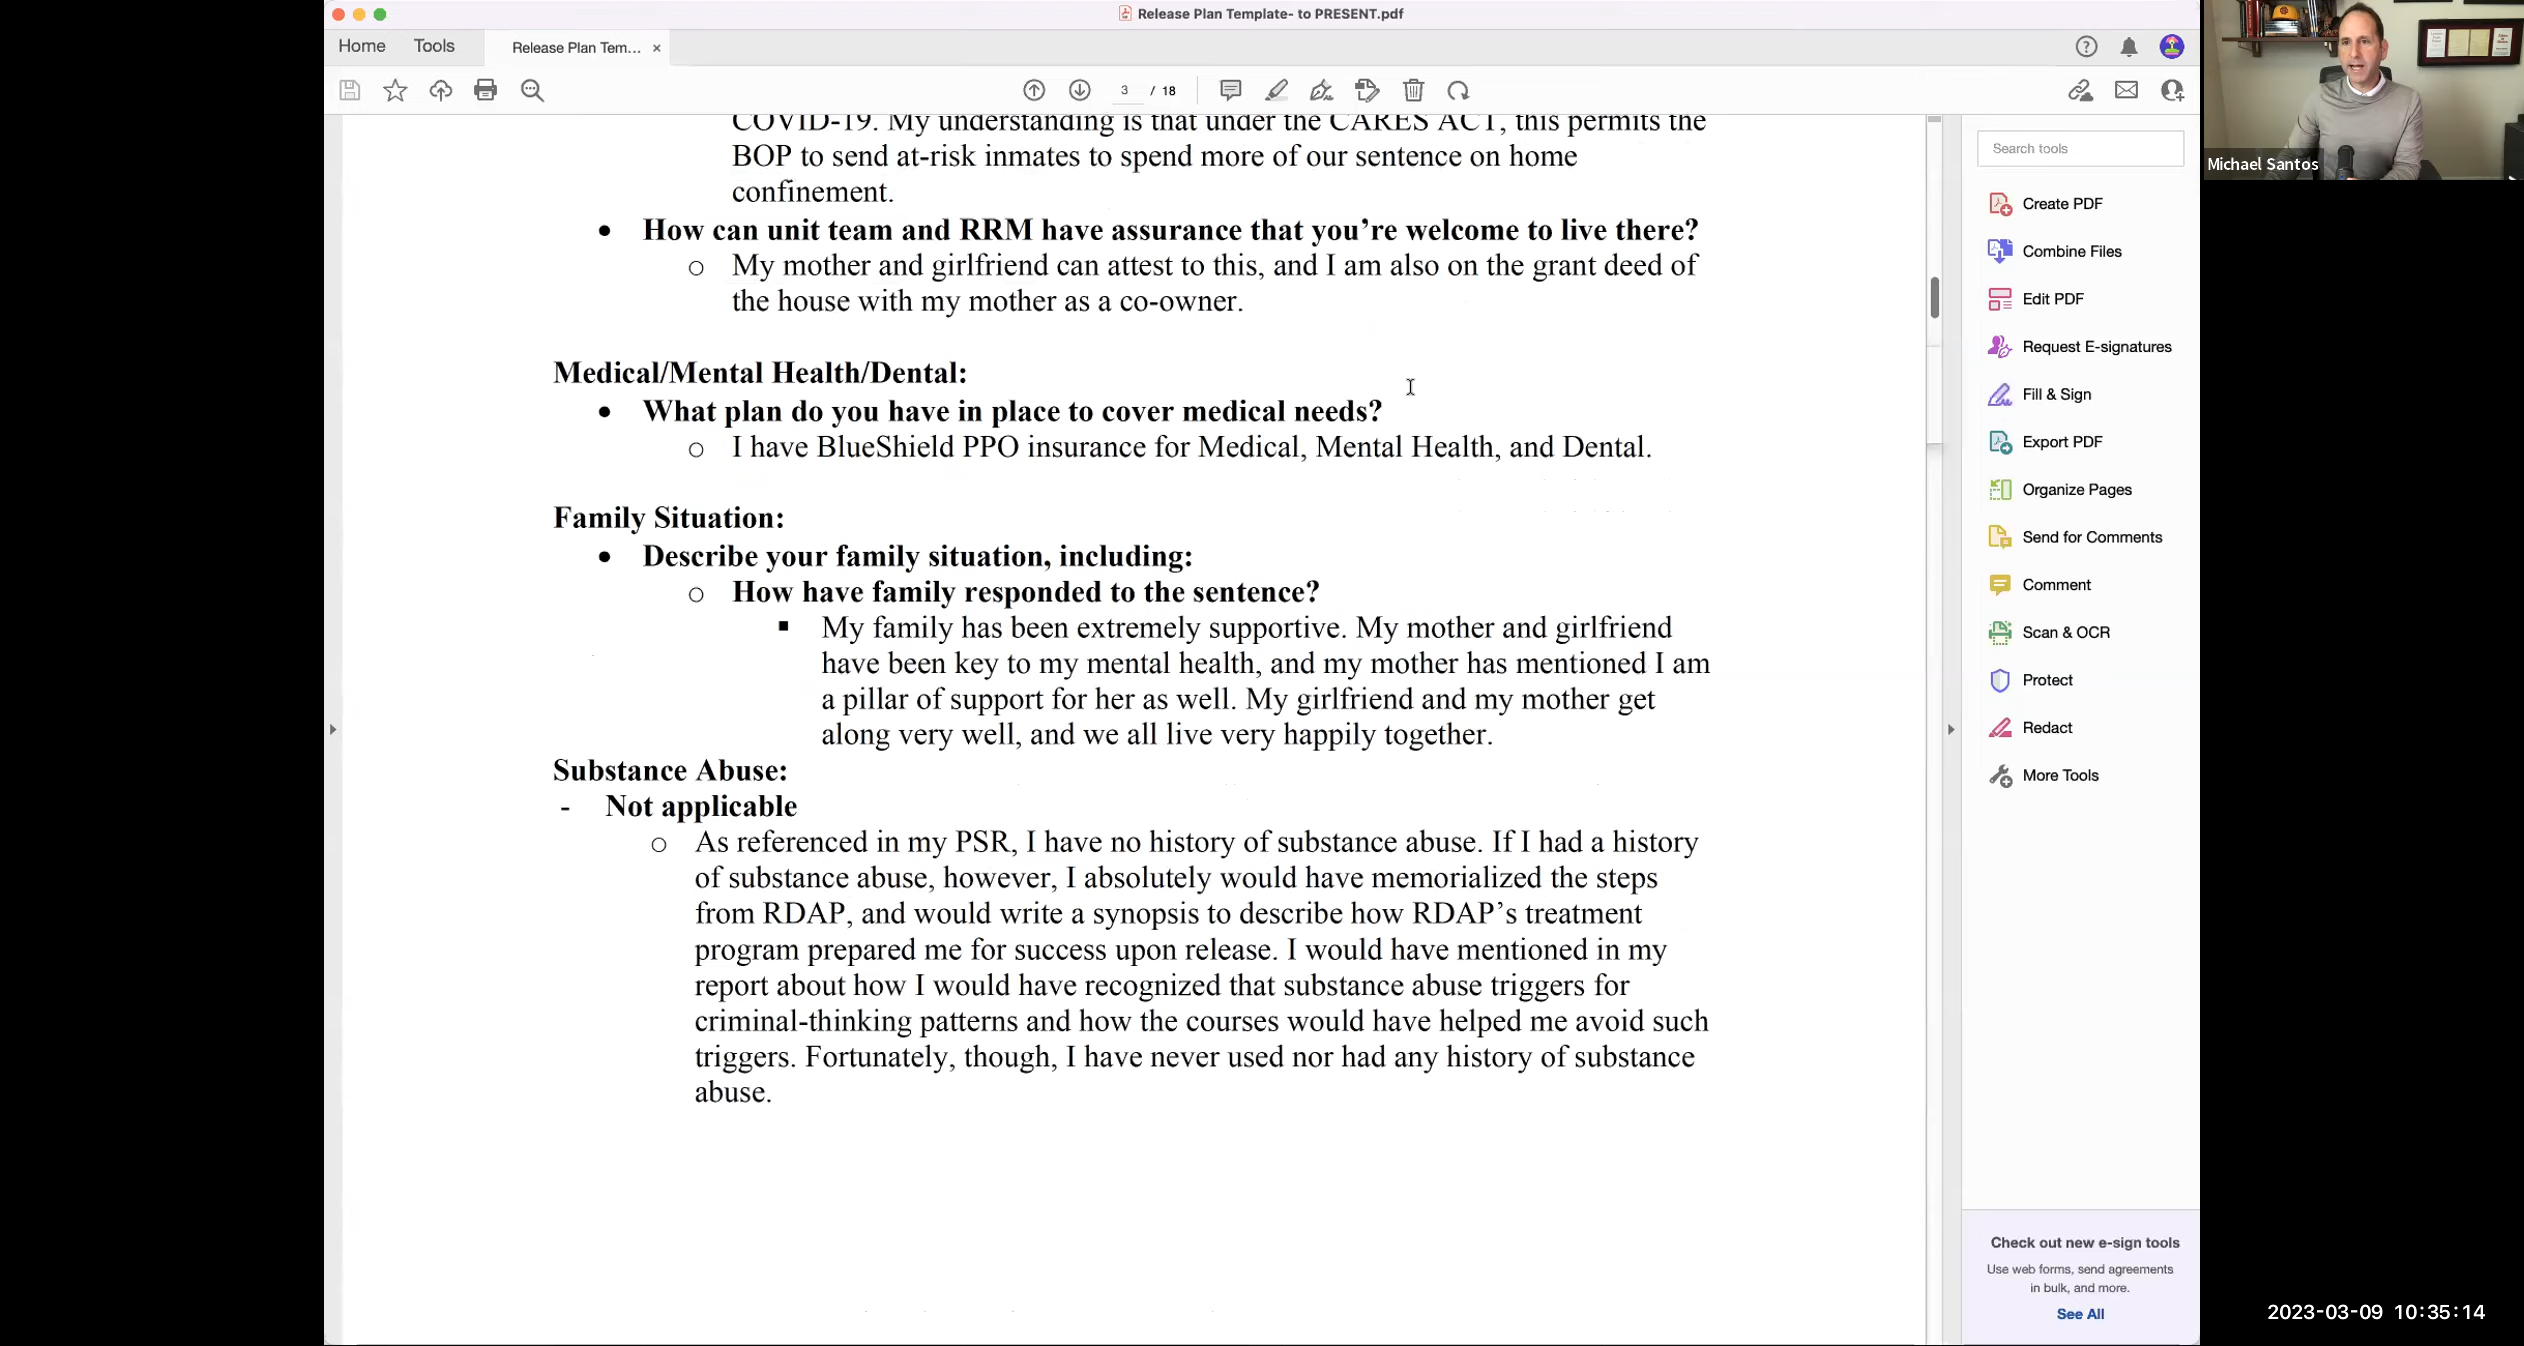 Release Plan Template- to PRESENT.pdf
Home Tools Release Plan Tem... ×
3 / 18
COVID-19. My understanding is that under the CARES ACT, this permits the
BOP to send at-risk inmates to spend more of our sentence on home
confinement.
• How can unit team and RRM have assurance that you’re welcome to live there?
o My mother and girlfriend can attest to this, and I am also on the grant deed of
the house with my mother as a co-owner.
Medical/Mental Health/Dental:
• What plan do you have in place to cover medical needs?
o I have BlueShield PPO insurance for Medical, Mental Health, and Dental.
Family Situation:
• Describe your family situation, including:
o How have family responded to the sentence?
▪ My family has been extremely supportive. My mother and girlfriend
have been key to my mental health, and my mother has mentioned I am
a pillar of support for her as well. My girlfriend and my mother get
along very well, and we all live very happily together.
Substance Abuse:
- Not applicable
o As referenced in my PSR, I have no history of substance abuse. If I had a history
of substance abuse, however, I absolutely would have memorialized the steps
from RDAP, and would write a synopsis to describe how RDAP’s treatment
program prepared me for success upon release. I would have mentioned in my
report about how I would have recognized that substance abuse triggers for
criminal-thinking patterns and how the courses would have helped me avoid such
triggers. Fortunately, though, I have never used nor had any history of substance
abuse.
Search tools
Create PDF
Combine Files
Edit PDF
Request E-signatures
Fill & Sign
Export PDF
Organize Pages
Send for Comments
Comment
Scan & OCR
Protect
Redact
More Tools
Check out new e-sign tools
Use web forms, send agreements
in bulk, and more.
See All
Michael Santos
2023-03-09 10:35:14